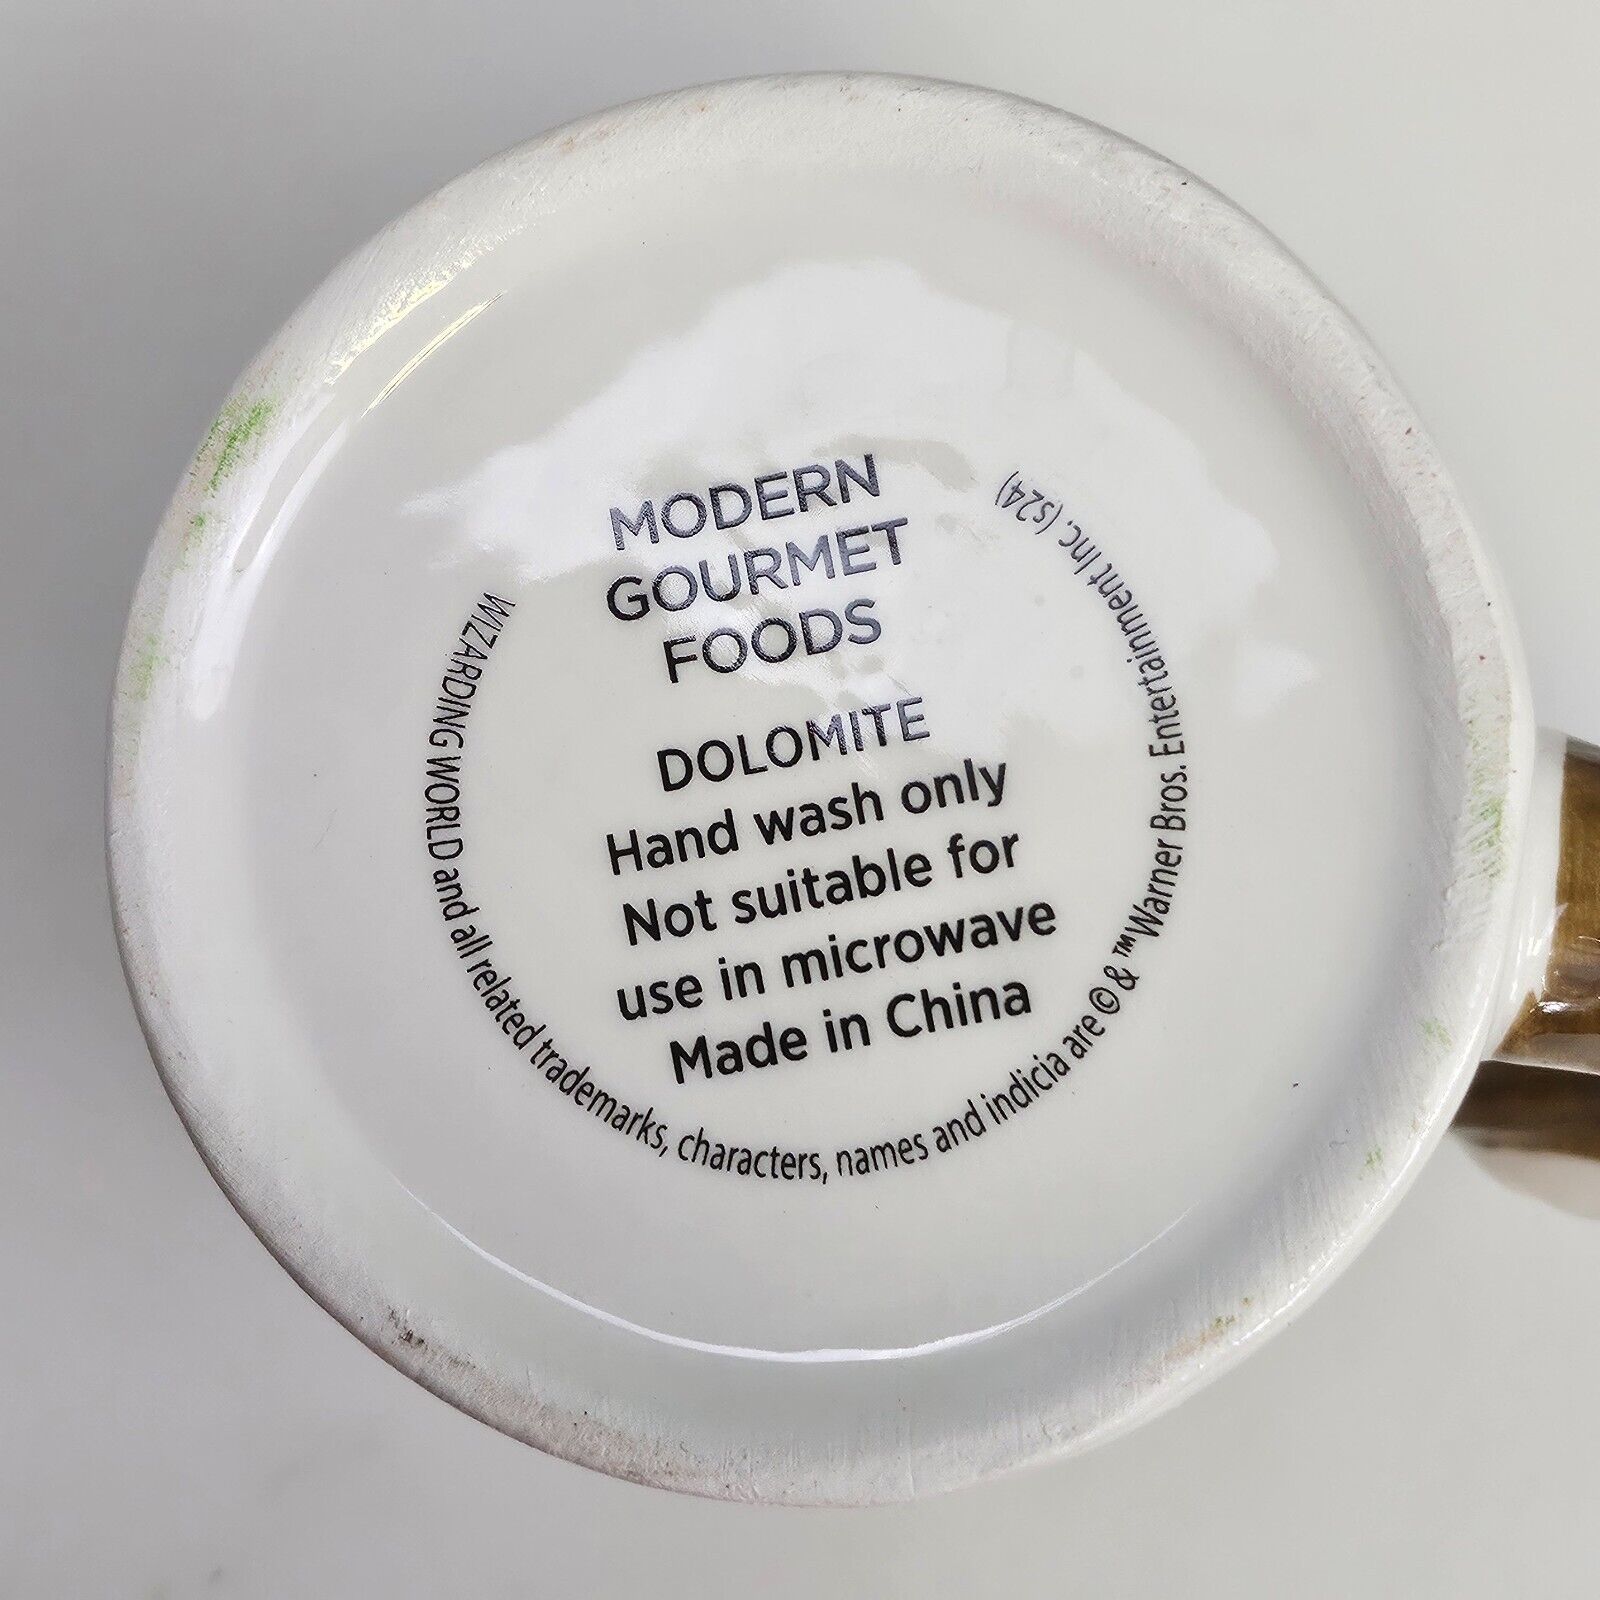 MODERN
GOURMET
FOODS
DOLOMITE
Hand wash only
Not suitable for
use in microwave
Made in China
WIZARDING WORLD and all related trademarks, characters, names and indicia are © & ™ Warner Bros. Entertainment Inc. (s24)